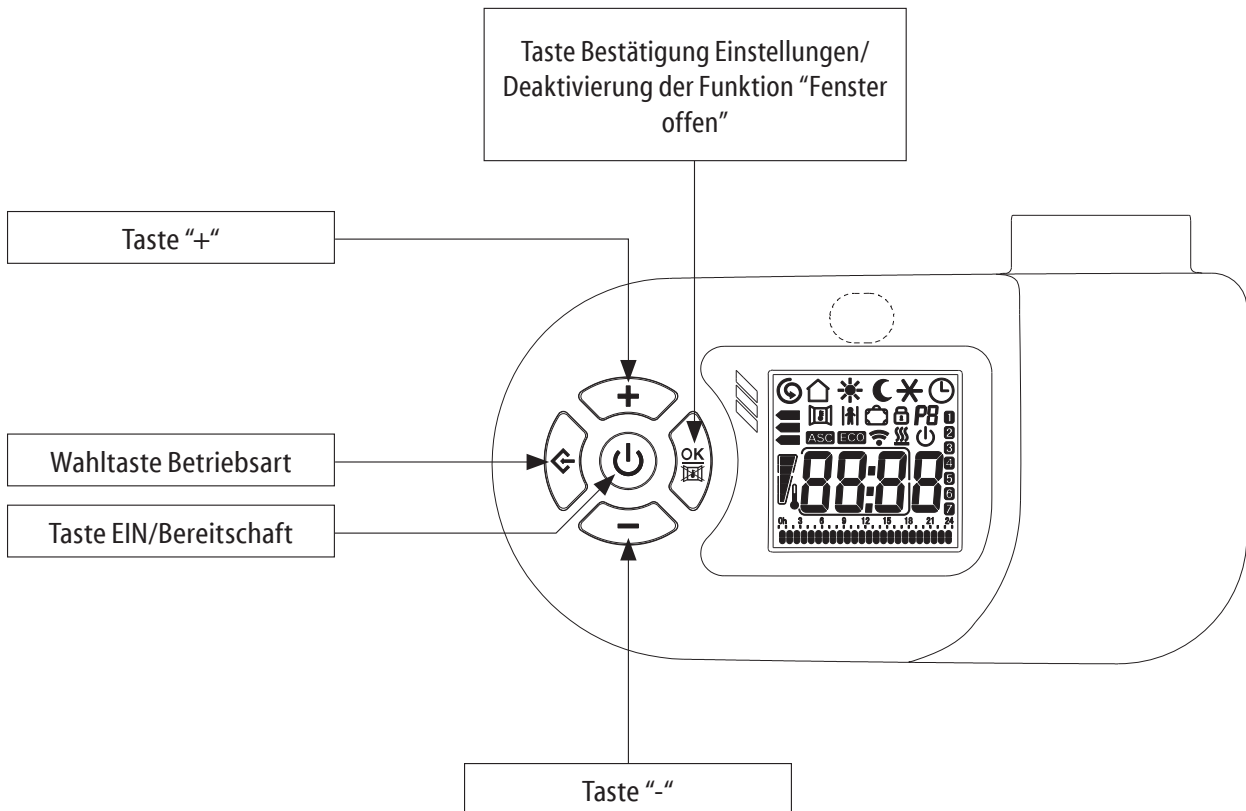 Taste Bestätigung Einstellungen/
Deaktivierung der Funktion “Fenster
offen”
Taste “+“
Wahltaste Betriebsart
Taste EIN/Bereitschaft
OK
P8
1
ASC ECO
2
3
88:88
4
5
6
7
0h 3 6 9 12 15 18 21 24
Taste “-“